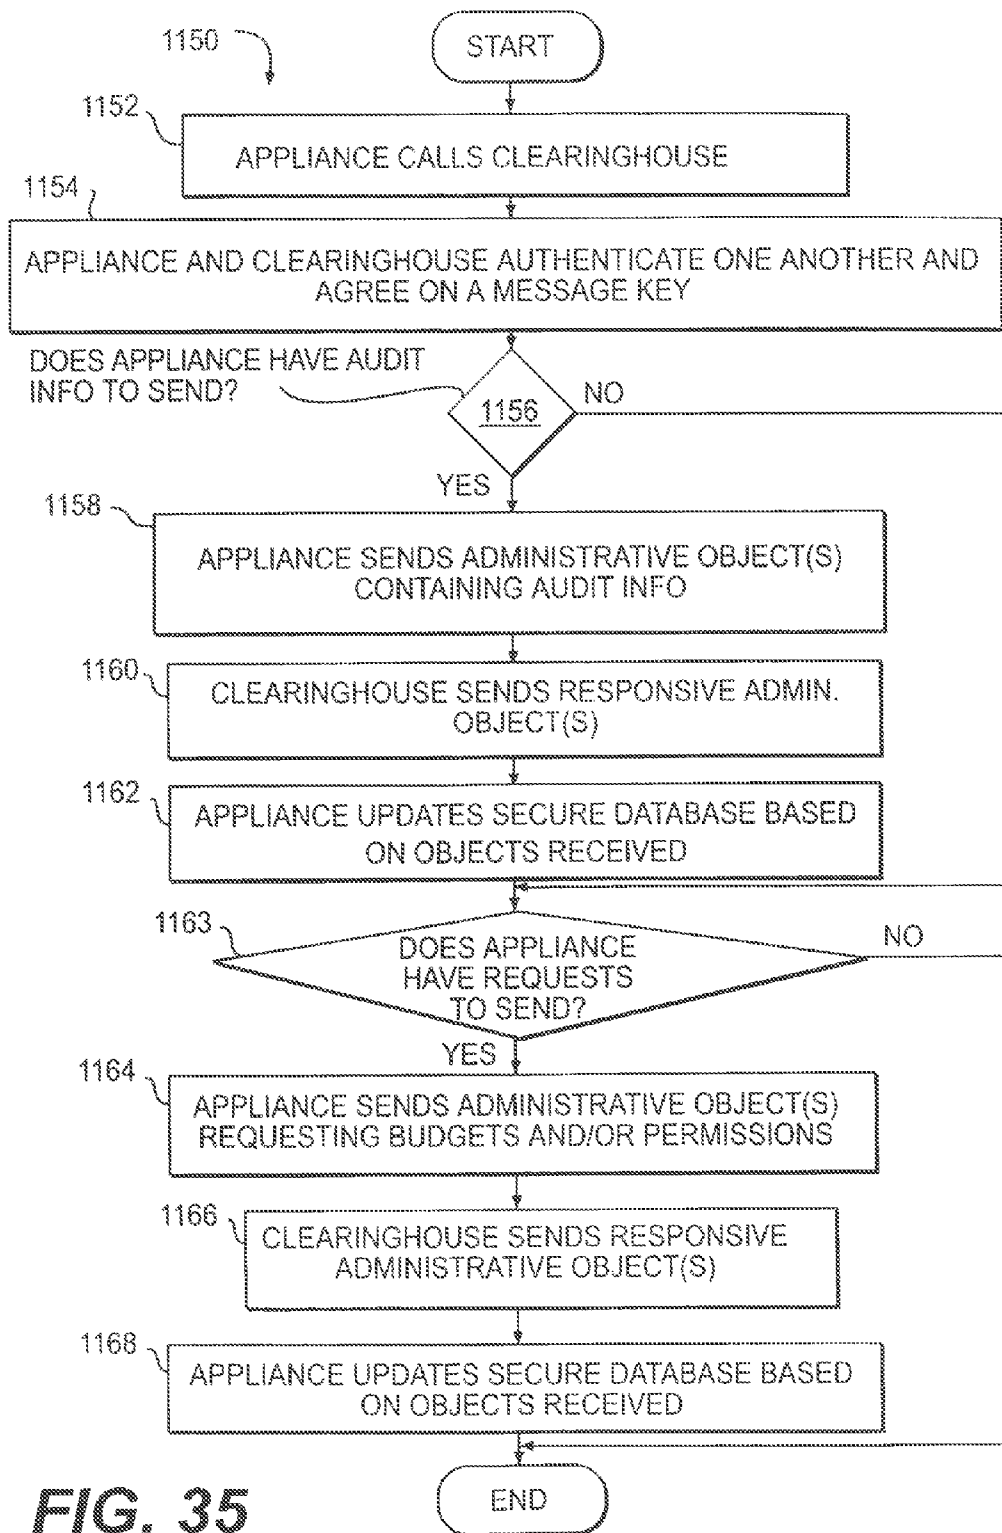 1150
START
1152
APPLIANCE CALLS CLEARINGHOUSE
1154
APPLIANCE AND CLEARINGHOUSE AUTHENTICATE ONE ANOTHER AND
AGREE ON A MESSAGE KEY
DOES APPLIANCE HAVE AUDIT
INFO TO SEND?
1156
NO
YES
1158
APPLIANCE SENDS ADMINISTRATIVE OBJECT(S)
CONTAINING AUDIT INFO
1160
CLEARINGHOUSE SENDS RESPONSIVE ADMIN.
OBJECT(S)
1162
APPLIANCE UPDATES SECURE DATABASE BASED
ON OBJECTS RECEIVED
1163
DOES APPLIANCE
HAVE REQUESTS
TO SEND?
NO
YES
1164
APPLIANCE SENDS ADMINISTRATIVE OBJECT(S)
REQUESTING BUDGETS AND/OR PERMISSIONS
1166
CLEARINGHOUSE SENDS RESPONSIVE
ADMINISTRATIVE OBJECT(S)
1168
APPLIANCE UPDATES SECURE DATABASE BASED
ON OBJECTS RECEIVED
END
FIG. 35